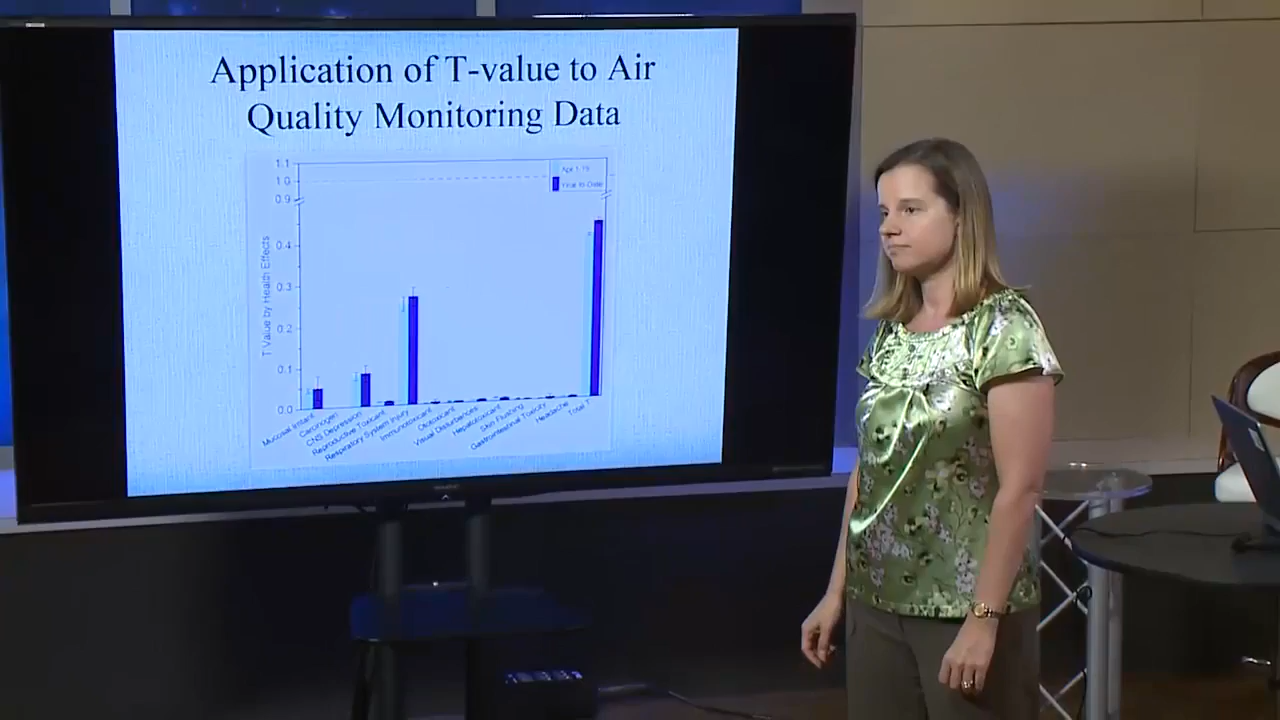 Application of T-value to Air
Quality Monitoring Data
1.1
1.0
0.9
0.4
0.3
0.2
0.1
0.0
T Value by Health Effects
Final to-Date
Mucosal Irritant
Carcinogen
CNS Depression
Reproductive Toxicant
Respiratory System Injury
Immunotoxicant
Ototoxicant
Visual Disturbances
Hepatotoxicant
Skin Flushing
Gastrointestinal Toxicity
Headache
Total T